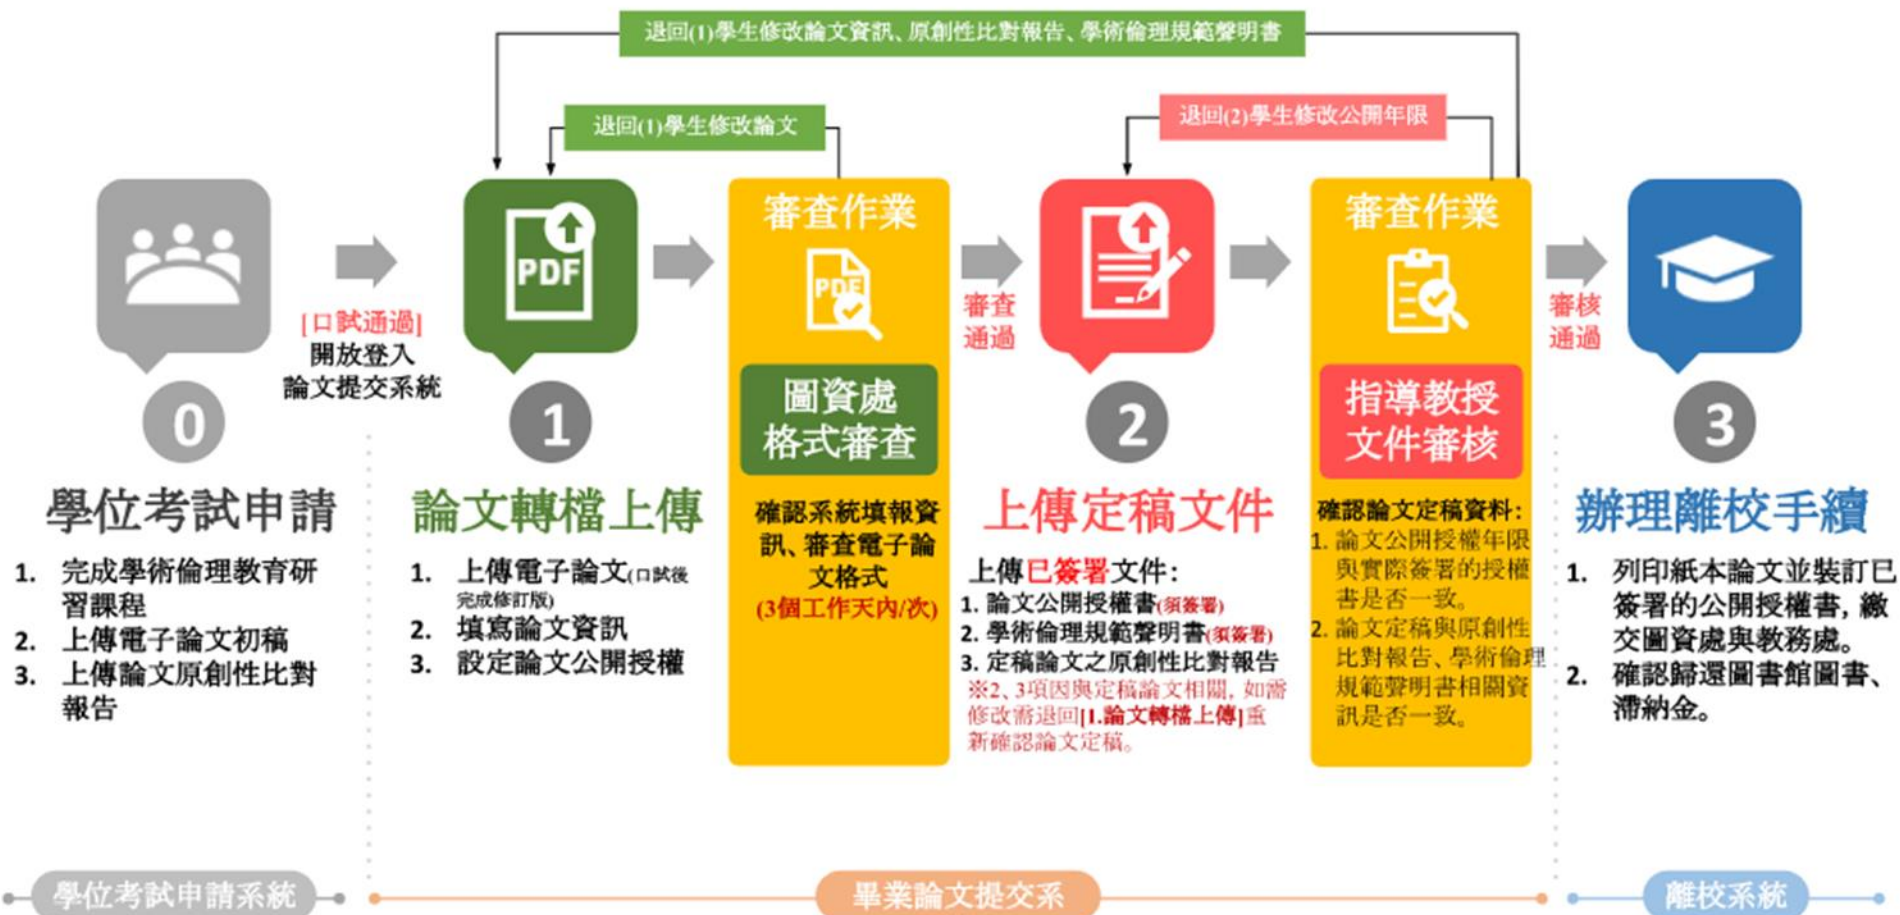 退回(1)學生修改論文資訊、原創性比對報告、學術倫理規範聲明書
退回(1)學生修改論文
退回(2)學生修改公開年限
[口試通過]
開放登入
論文提交系統
0
學位考試申請
1. 完成學術倫理教育研
習課程
2. 上傳電子論文初稿
3. 上傳論文原創性比對
報告
PDF
1
論文轉檔上傳
1. 上傳電子論文(口試後
完成修訂版)
2. 填寫論文資訊
3. 設定論文公開授權
審查作業
PDF
圖資處
格式審查
確認系統填報資
訊、審查電子論
文格式
(3個工作天內/次)
審查
通過
2
上傳定稿文件
上傳已簽署文件：
1. 論文公開授權書(須簽署)
2. 學術倫理規範聲明書(須簽署)
3. 定稿論文之原創性比對報告
※2、3項因與定稿論文相關, 如需
修改需退回[1.論文轉檔上傳]重
新確認論文定稿。
審查作業
指導教授
文件審核
確認論文定稿資料：
1. 論文公開授權年限
與實際簽署的授權
書是否一致。
2. 論文定稿與原創性
比對報告、學術倫理
規範聲明書相關資
訊是否一致。
審核
通過
3
辦理離校手續
1. 列印紙本論文並裝訂已
簽署的公開授權書, 繳
交圖資處與教務處。
2. 確認歸還圖書館圖書、
滯納金。
學位考試申請系統
畢業論文提交系
離校系統